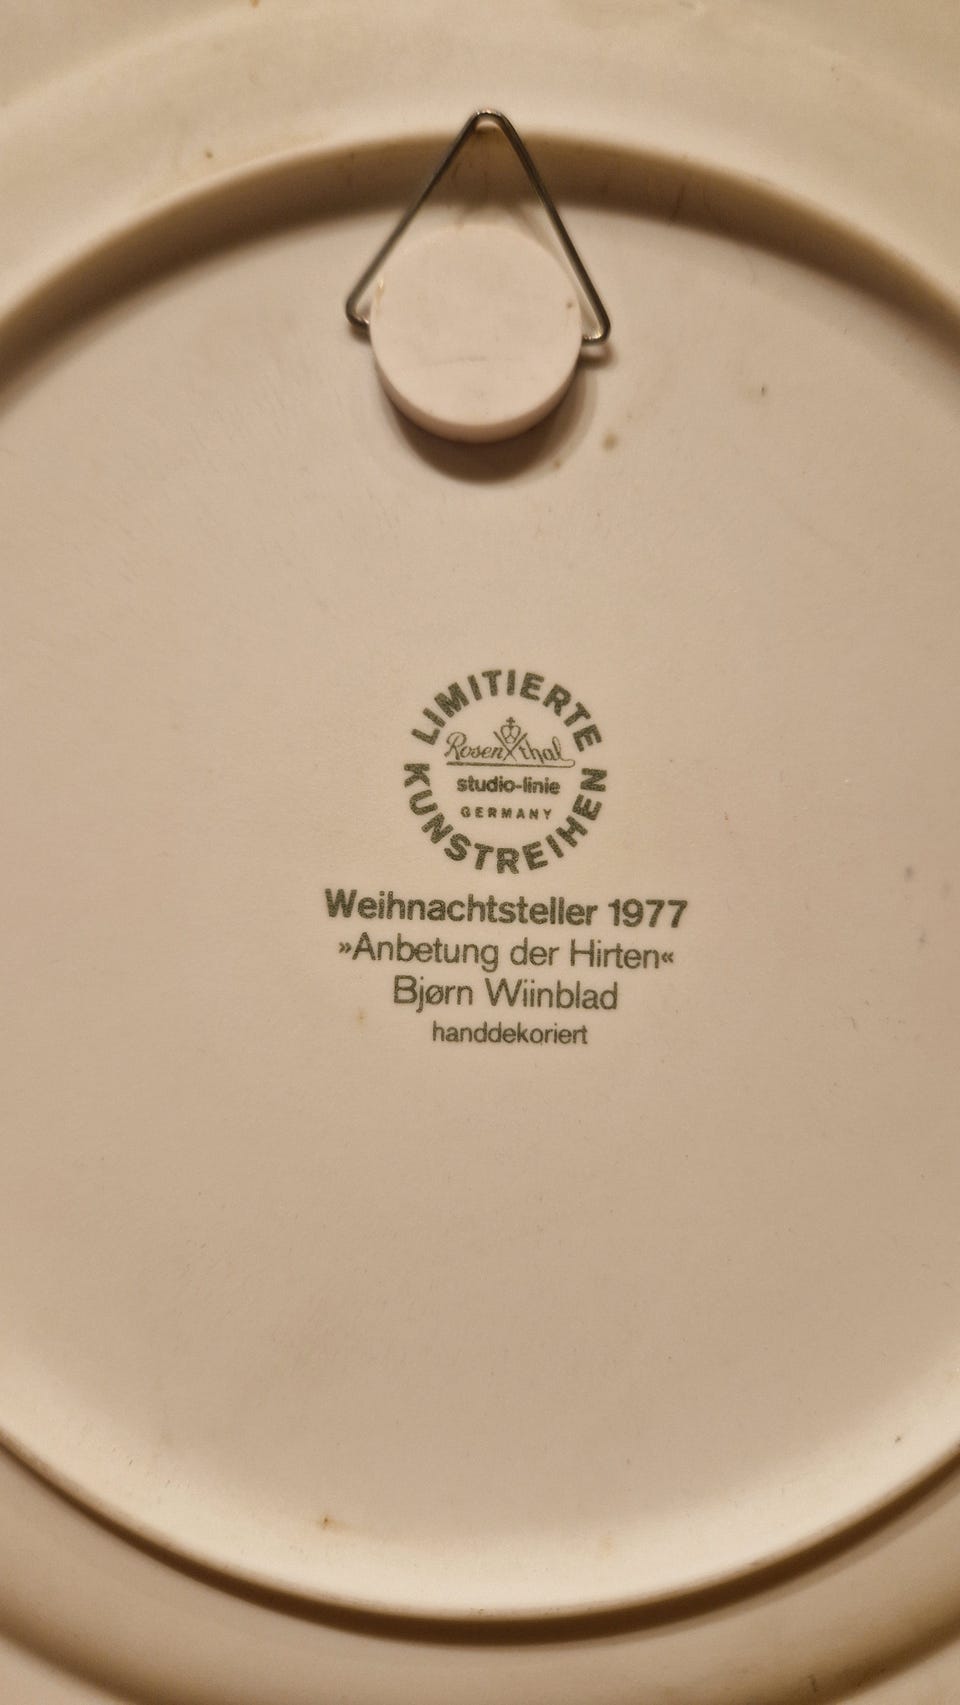 LIMITIERTE
Rosenthal
studio-linie
GERMANY
KUNSTREIHEN
Weihnachtsteller 1977
»Anbetung der Hirten«
Bjørn Wiinblad
handdekoriert